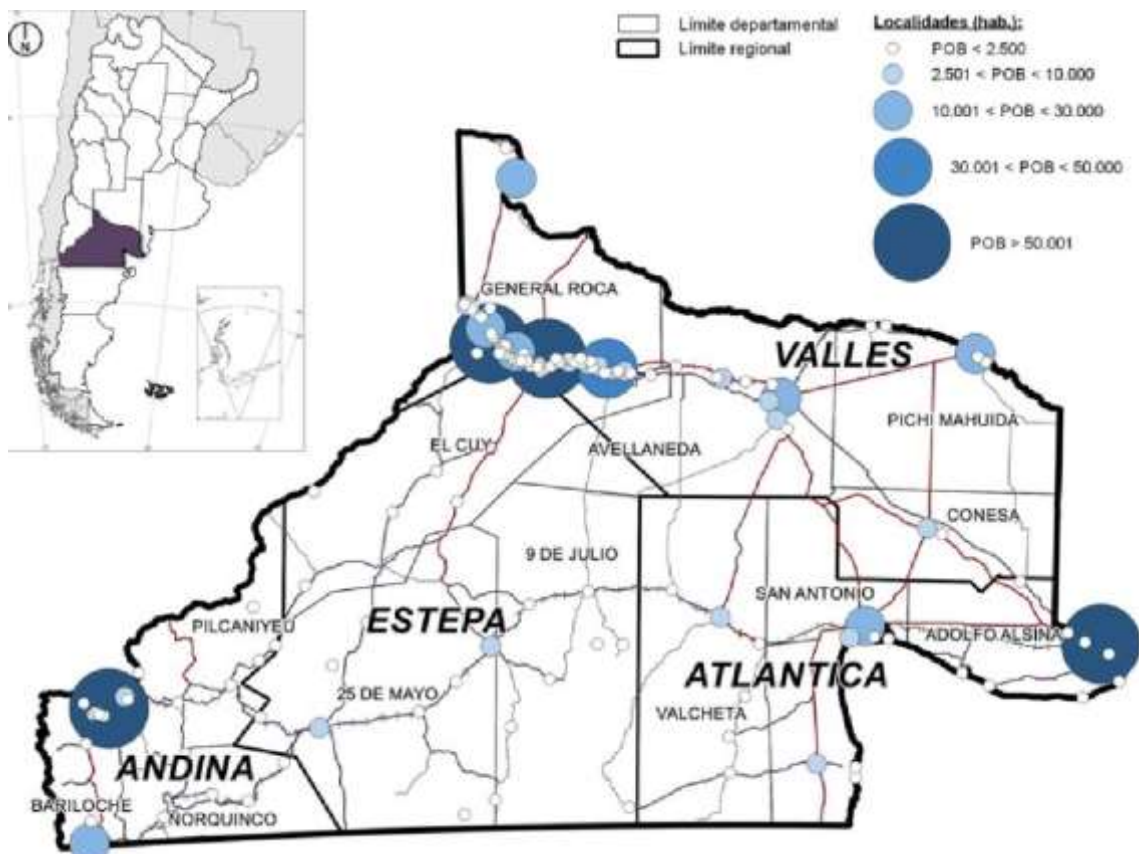 N
Límite departamental
Límite regional
Localidades (hab.):
POB < 2.500
2.501 < POB < 10.000
10.001 < POB < 30.000
30.001 < POB < 50.000
POB > 50.001
GENERAL ROCA
VALLES
PICHI MAHUIDA
EL CUY
AVELLANEDA
CONESA
9 DE JULIO
SAN ANTONIO
PILCANIYEU
ESTEPA
ADOLFO ALSINA
ATLANTICA
25 DE MAYO
VALCHETA
ANDINA
BARILOCHE
ÑORQUINCO